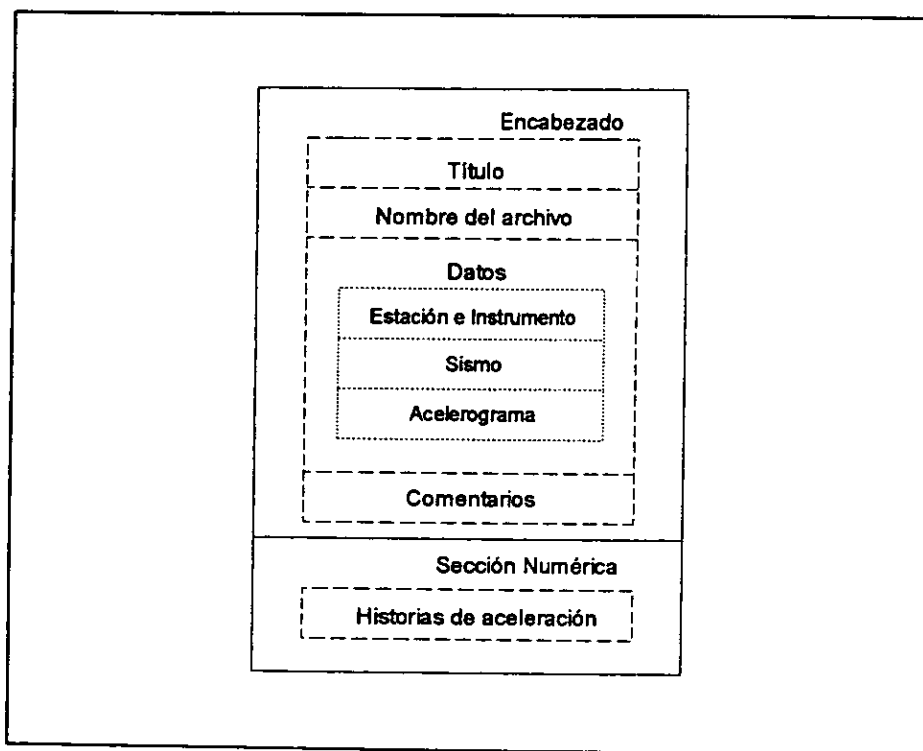 Encabezado
Título
Nombre del archivo
Datos
Estación e Instrumento
Sismo
Acelerograma
Comentarios
Sección Numérica
Historias de aceleración